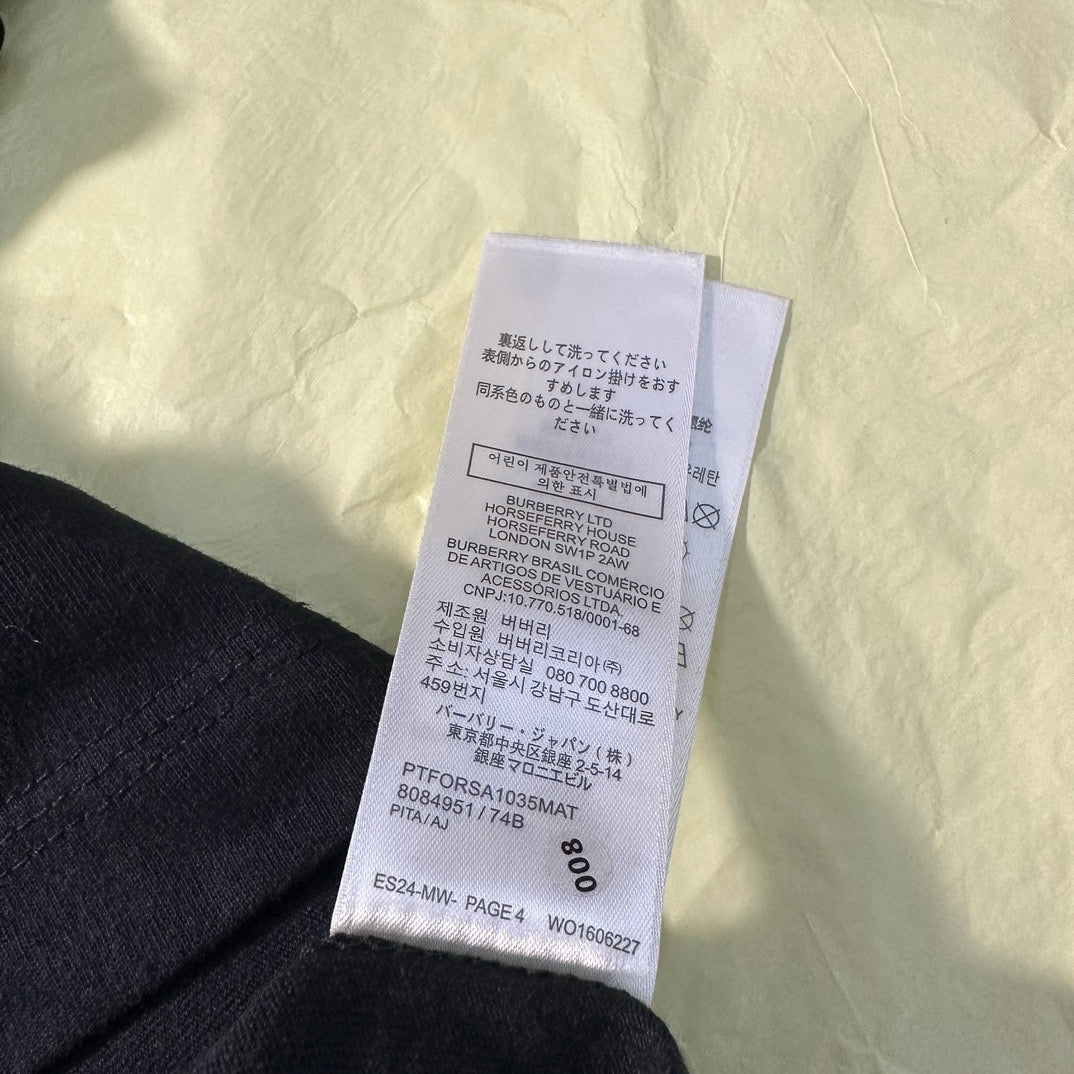 裏返しして洗ってください
表側からのアイロン掛けをおす
すめします
同系色のものと一緒に洗ってく
ださい
어린이 제품안전특별법에
의한 표시
BURBERRY LTD
HORSEFERRY HOUSE
HORSEFERRY ROAD
LONDON SW1P 2AW
BURBERRY BRASIL COMÉRCIO
DE ARTIGOS DE VESTUÁRIO E
ACESSÓRIOS LTDA
CNPJ:10.770.518/0001-68
제조원 버버리
수입원 버버리코리아㈜
소비자상담실 080 700 8800
주소: 서울시 강남구 도산대로
459번지
バーバリー・ジャパン(株)
東京都中央区銀座 2-5-14
銀座マロニエビル
PTFORSA1035MAT
8084951 / 74B
PITA / AJ
800
ES24-MW- PAGE 4 WO1606227
우레탄